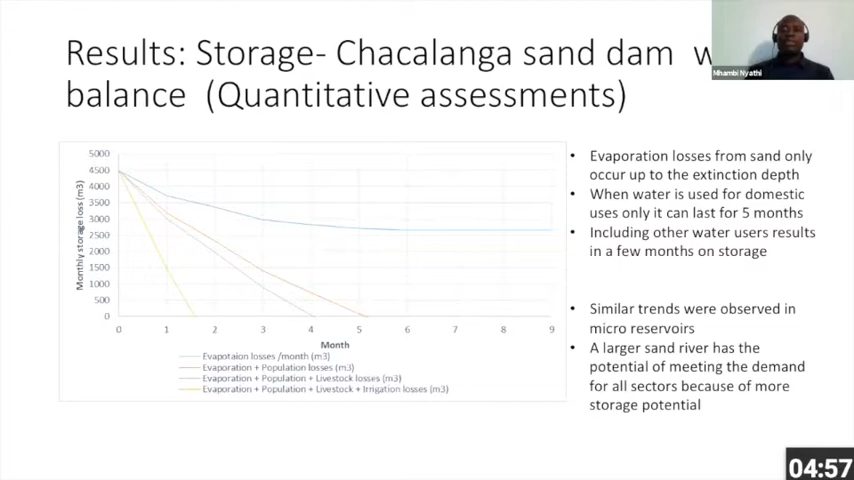 Results: Storage- Chacalanga sand dam w
balance (Quantitative assessments)
Mhambi Nyathi
5000
4500
4000
3500
3000
2500
2000
1500
1000
500
0
Monthly storage loss (m3)
0 1 2 3 4 5 6 7 8 9
Month
Evapotaion losses /month (m3)
Evaporation + Population losses (m3)
Evaporation + Population + Livestock losses (m3)
Evaporation + Population + Livestock + Irrigation losses (m3)
• Evaporation losses from sand only
occur up to the extinction depth
• When water is used for domestic
uses only it can last for 5 months
• Including other water users results
in a few months on storage
• Similar trends were observed in
micro reservoirs
• A larger sand river has the
potential of meeting the demand
for all sectors because of more
storage potential
04:57